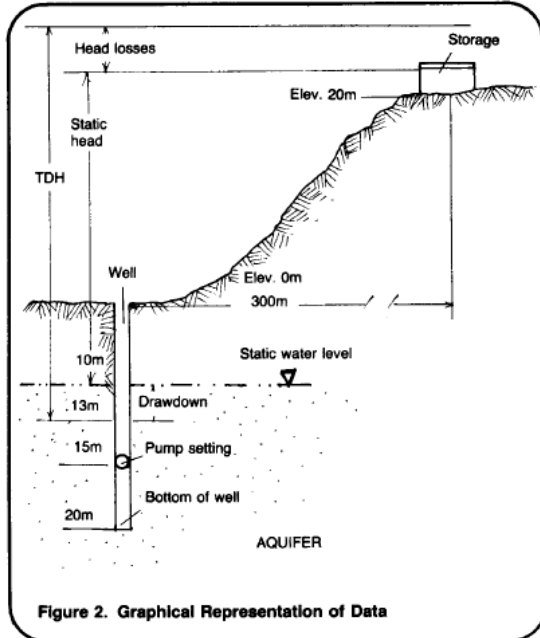 Head losses
Storage
Elev. 20m
Static
head
TDH
Well
Elev. 0m
300m
10m
Static water level
13m
Drawdown
15m
Pump setting
20m
Bottom of well
AQUIFER
Figure 2. Graphical Representation of Data